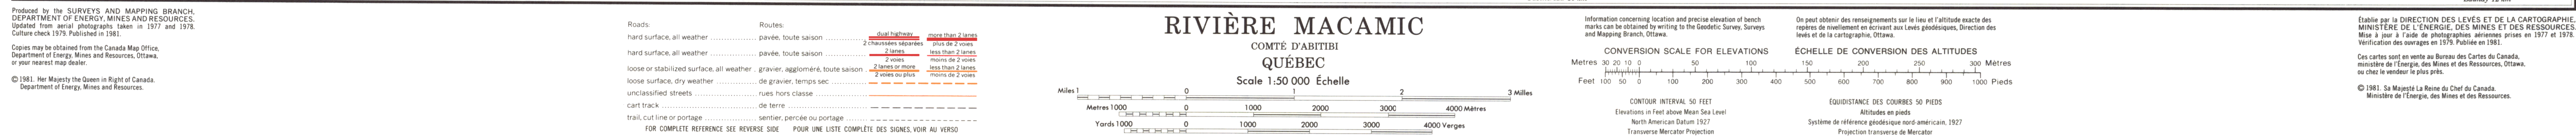 Produced by the SURVEYS AND MAPPING BRANCH,
DEPARTMENT OF ENERGY, MINES AND RESOURCES.
Updated from aerial photographs taken in 1977 and 1978.
Culture check 1979. Published in 1981.
Copies may be obtained from the Canada Map Office,
Department of Energy, Mines and Resources, Ottawa,
or your nearest map dealer.
© 1981. Her Majesty the Queen in Right of Canada.
Department of Energy, Mines and Resources.
Roads: Routes:
hard surface, all weather pavée, toute saison dual highway more than 2 lanes
2 chaussées séparées plus de 2 voies
hard surface, all weather pavée, toute saison 2 lanes less than 2 lanes
2 voies moins de 2 voies
loose or stabilized surface, all weather gravier, aggloméré, toute saison 2 lanes or more less than 2 lanes
2 voies ou plus moins de 2 voies
loose surface, dry weather de gravier, temps sec
unclassified streets rues hors classe
cart track de terre
trail, cut line or portage sentier, percée ou portage
FOR COMPLETE REFERENCE SEE REVERSE SIDE POUR UNE LISTE COMPLÈTE DES SIGNES, VOIR AU VERSO
RIVIÈRE MACAMIC
COMTÉ D'ABITIBI
QUÉBEC
Scale 1:50 000 Échelle
Miles 1 0 1 2 3 Milles
Metres 1000 0 1000 2000 3000 4000 Mètres
Yards 1000 0 1000 2000 3000 4000 Verges
Information concerning location and precise elevation of bench
marks can be obtained by writing to the Geodetic Survey, Surveys
and Mapping Branch, Ottawa.
On peut obtenir des renseignements sur le lieu et l'altitude exacte des
repères de nivellement en écrivant aux Levés géodésiques, Direction des
levés et de la cartographie, Ottawa.
CONVERSION SCALE FOR ELEVATIONS ÉCHELLE DE CONVERSION DES ALTITUDES
Metres 30 20 10 0 50 100 150 200 250 300 Mètres
Feet 100 50 0 100 200 300 400 500 600 700 800 900 1000 Pieds
CONTOUR INTERVAL 50 FEET
Elevations in Feet above Mean Sea Level
North American Datum 1927
Transverse Mercator Projection
ÉQUIDISTANCE DES COURBES 50 PIEDS
Altitudes en pieds
Système de référence géodésique nord-américain, 1927
Projection transverse de Mercator
Établie par la DIRECTION DES LEVÉS ET DE LA CARTOGRAPHIE,
MINISTÈRE DE L'ÉNERGIE, DES MINES ET DES RESSOURCES.
Mise à jour à l'aide de photographies aériennes prises en 1977 et 1978.
Vérification des ouvrages en 1979. Publiée en 1981.
Ces cartes sont en vente au Bureau des Cartes du Canada,
ministère de l'Énergie, des Mines et des Ressources, Ottawa,
ou chez le vendeur le plus près.
© 1981. Sa Majesté La Reine du Chef du Canada.
Ministère de l'Énergie, des Mines et des Ressources.